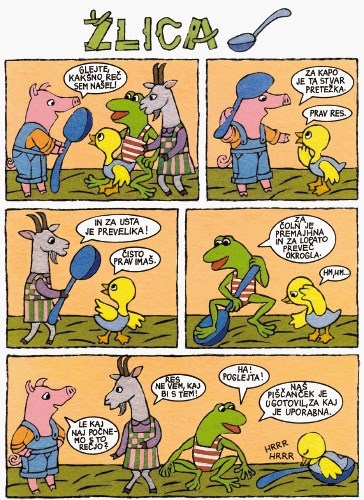 ŽLICA
GLEJTE,
KAKŠNO REČ
SEM NAŠEL!
ZA KAPO
JE TA STVAR
PRETEŽKA.
PRAV RES.
IN ZA USTA
JE PREVELIKA!
ČISTO
PRAV IMAŠ.
ZA
ČOLN JE
PREMAJHNA
IN ZA LOPATO
PREVEČ
OKROGLA.
HM,HM...
LE KAJ
NAJ POČNE-
MO S TO
REČJO?
RES
NE VEM, KAJ
BI S TEM!
HA!
POGLEJTA!
NAŠ
PIŠČANČEK JE
UGOTOVIL,ZA KAJ
JE UPORABNA.
HRRR
HRRR